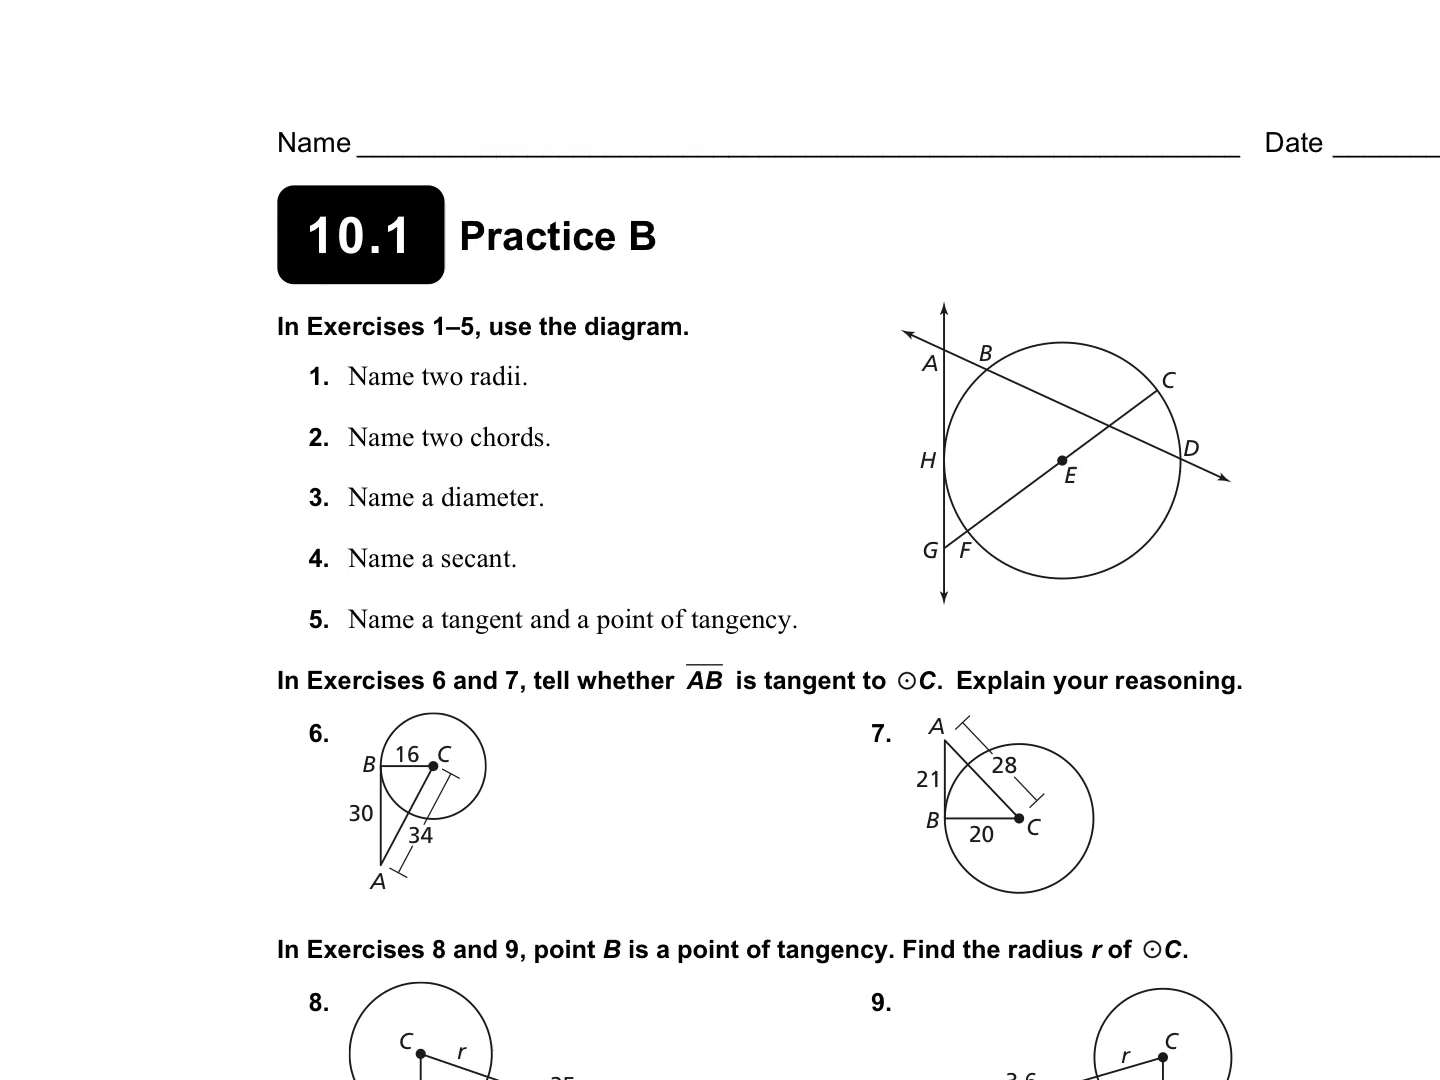 Name Date
10.1 Practice B
In Exercises 1–5, use the diagram.
1. Name two radii.
2. Name two chords.
3. Name a diameter.
4. Name a secant.
5. Name a tangent and a point of tangency.
A B C
H E D
G F
In Exercises 6 and 7, tell whether AB is tangent to ⊙C. Explain your reasoning.
6.
B 16 C
30
34
A
7.
A
28
21
B 20 C
In Exercises 8 and 9, point B is a point of tangency. Find the radius r of ⊙C.
8.
C r
9.
C
r